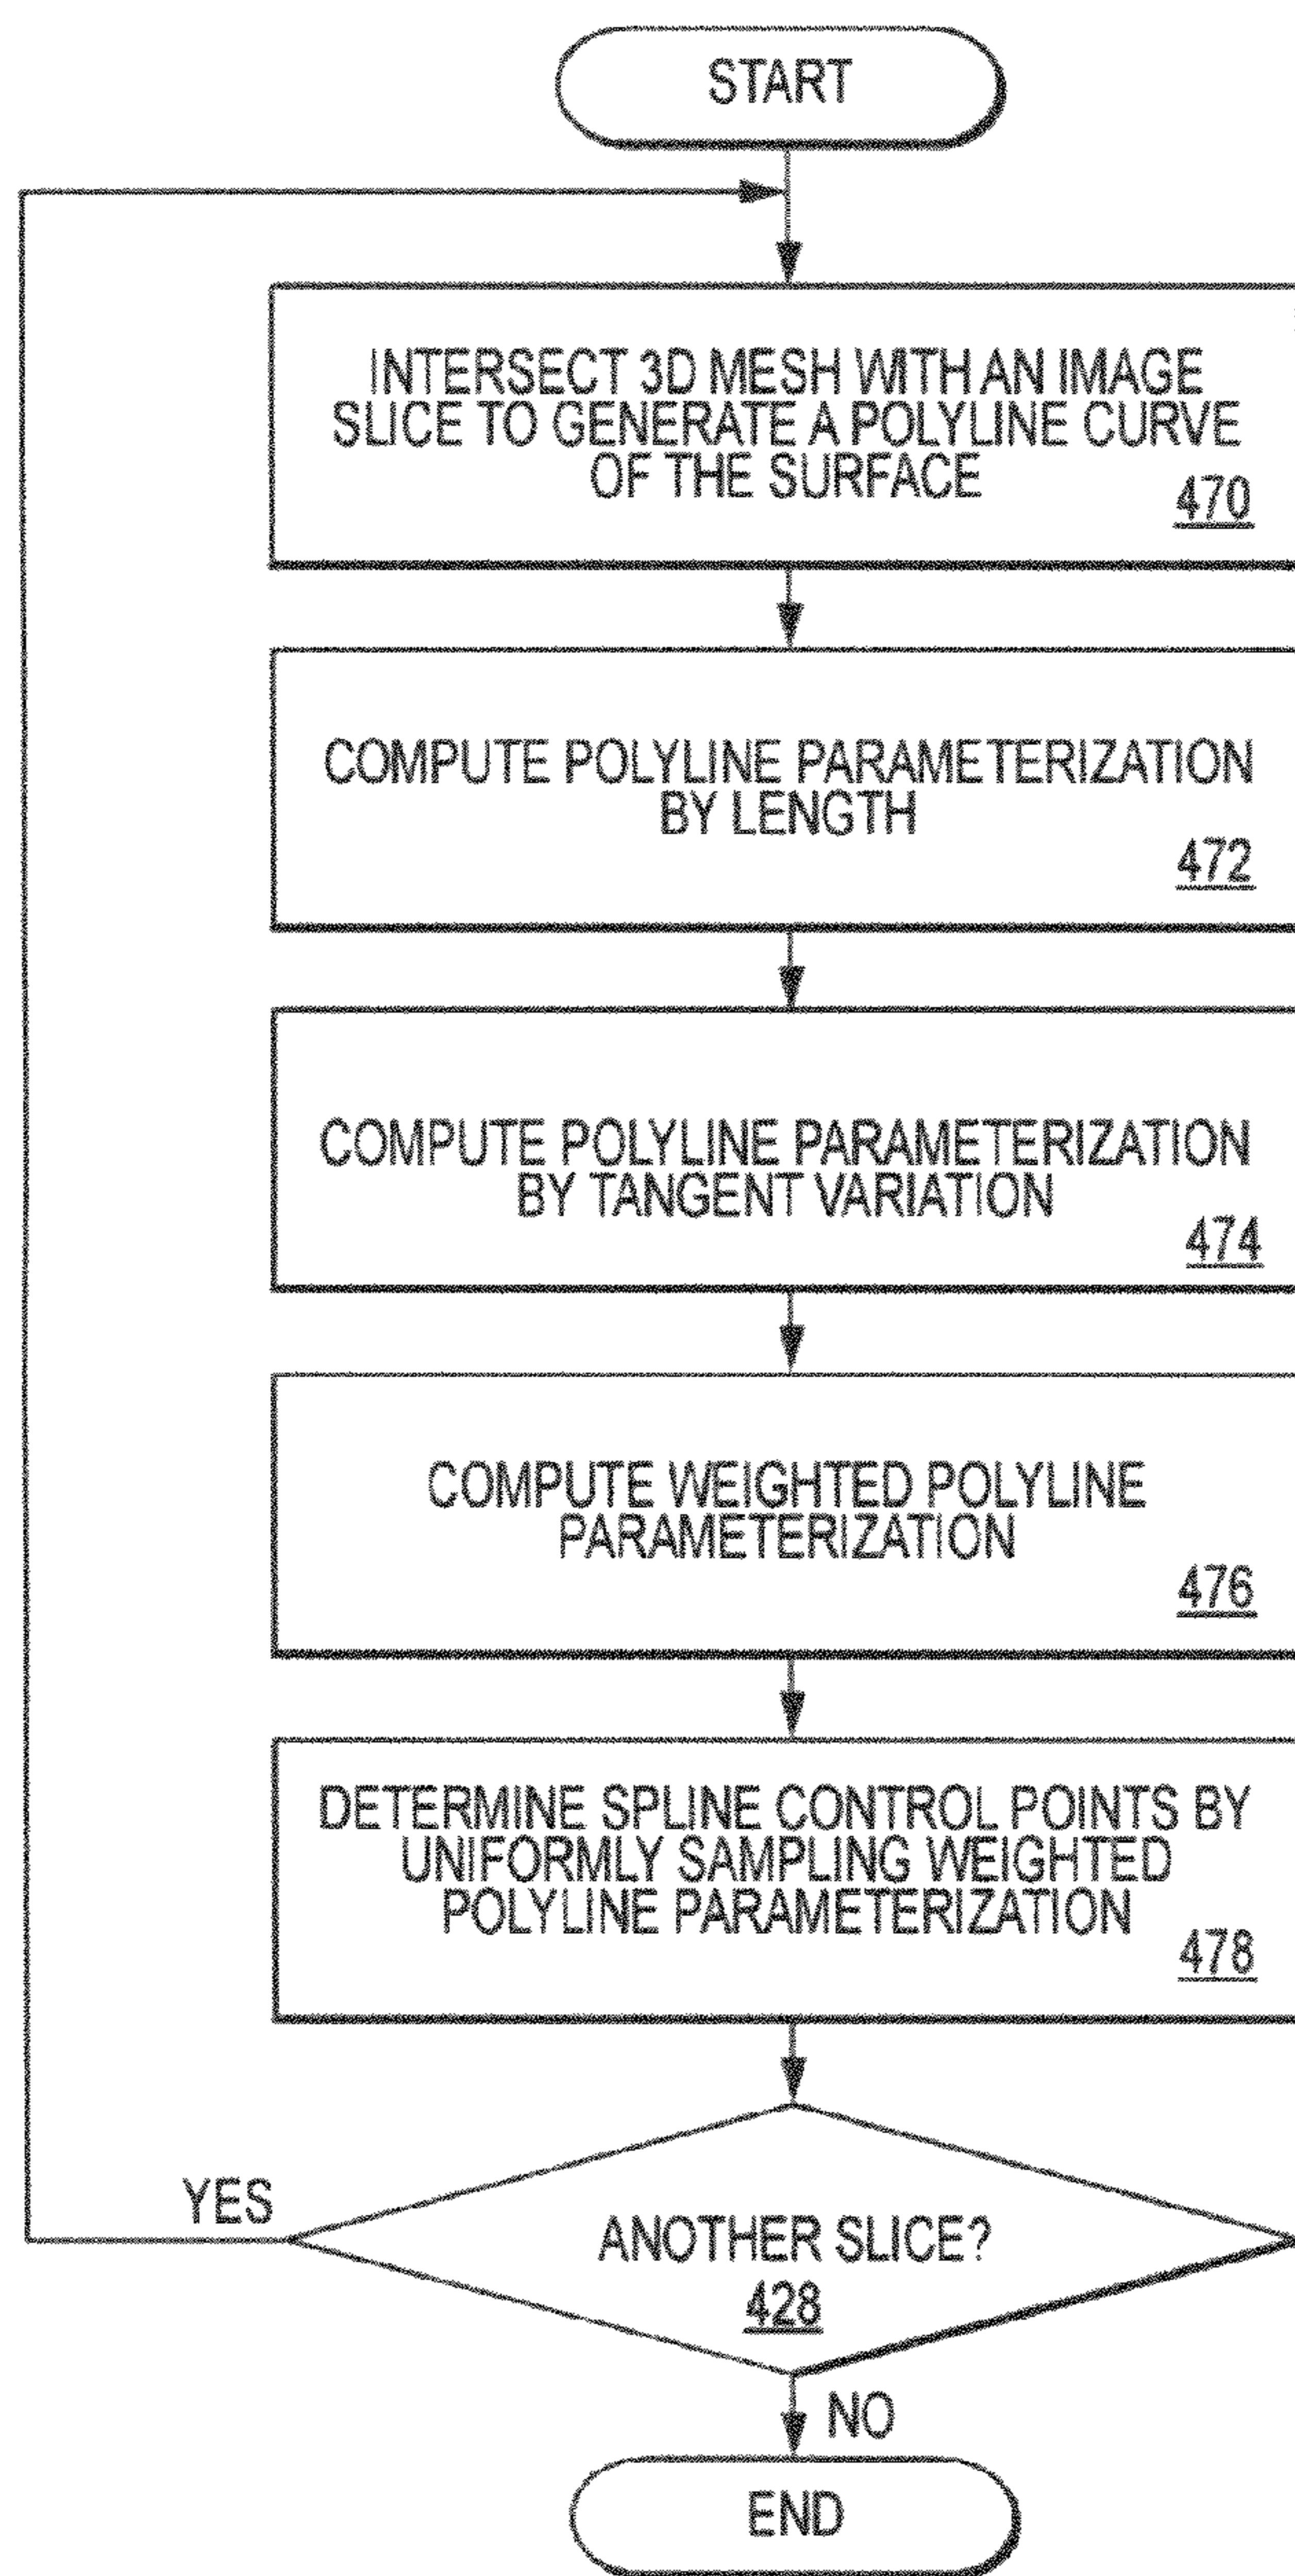 START
INTERSECT 3D MESH WITH AN IMAGE
SLICE TO GENERATE A POLYLINE CURVE
OF THE SURFACE
470
COMPUTE POLYLINE PARAMETERIZATION
BY LENGTH
472
COMPUTE POLYLINE PARAMETERIZATION
BY TANGENT VARIATION
474
COMPUTE WEIGHTED POLYLINE
PARAMETERIZATION
476
DETERMINE SPLINE CONTROL POINTS BY
UNIFORMLY SAMPLING WEIGHTED
POLYLINE PARAMETERIZATION
478
YES
ANOTHER SLICE?
428
NO
END